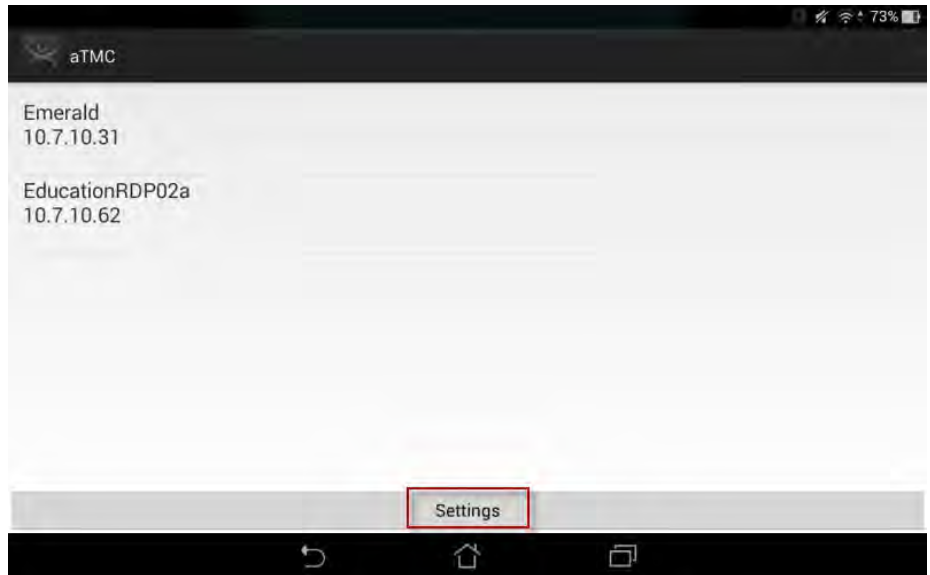 73%
aTMC
Emerald
10.7.10.31
EducationRDP02a
10.7.10.62
Settings